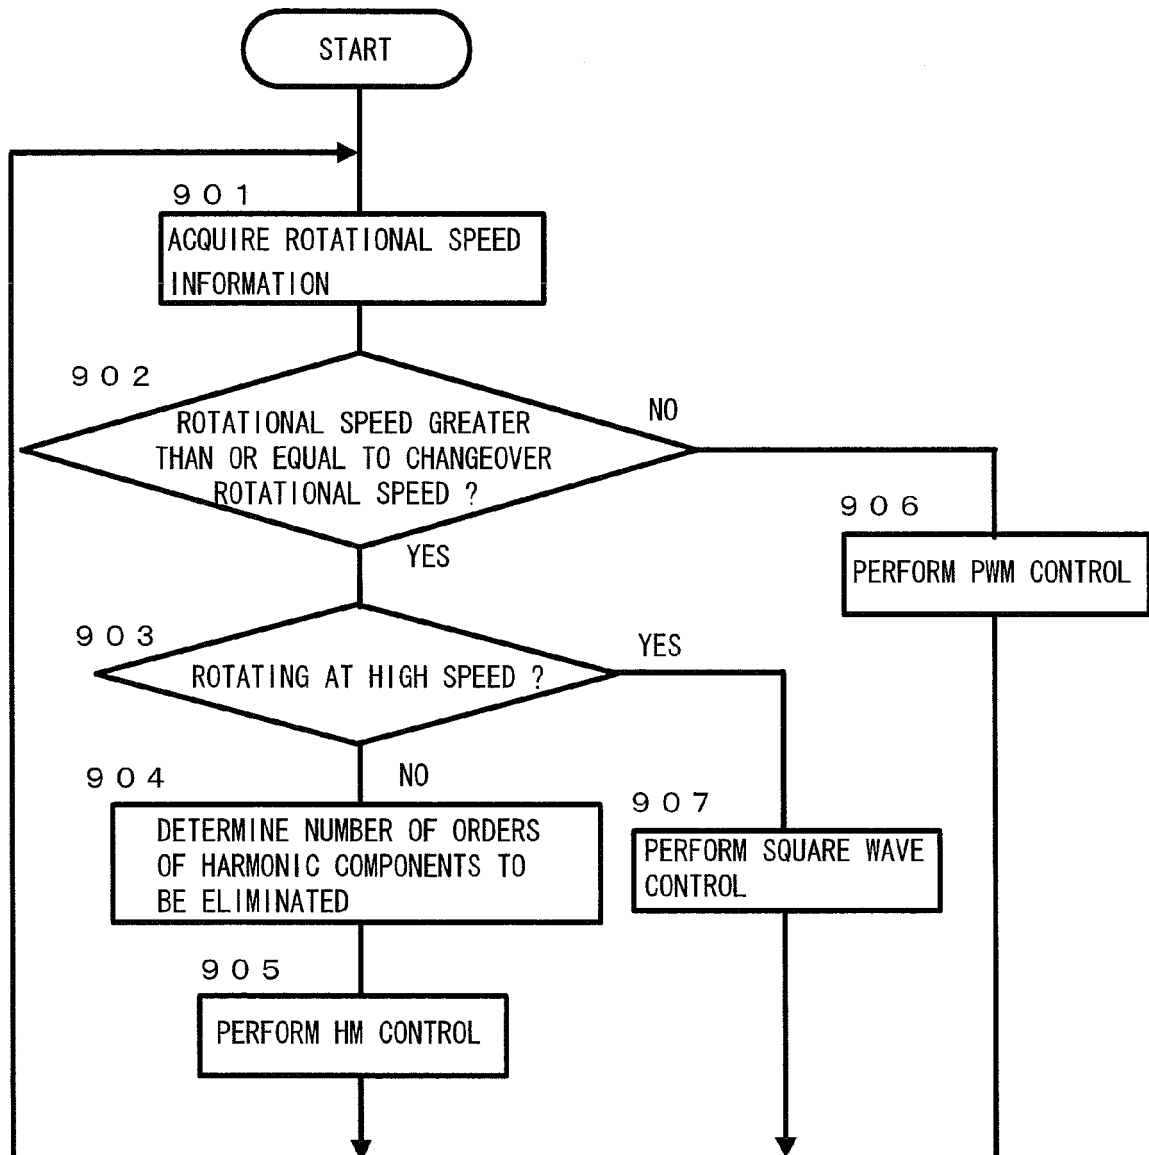 START
９０１
ACQUIRE ROTATIONAL SPEED
INFORMATION
９０２
ROTATIONAL SPEED GREATER
THAN OR EQUAL TO CHANGEOVER
ROTATIONAL SPEED ?
NO
YES
９０６
PERFORM PWM CONTROL
９０３
ROTATING AT HIGH SPEED ?
YES
NO
９０４
DETERMINE NUMBER OF ORDERS
OF HARMONIC COMPONENTS TO
BE ELIMINATED
９０７
PERFORM SQUARE WAVE
CONTROL
９０５
PERFORM HM CONTROL